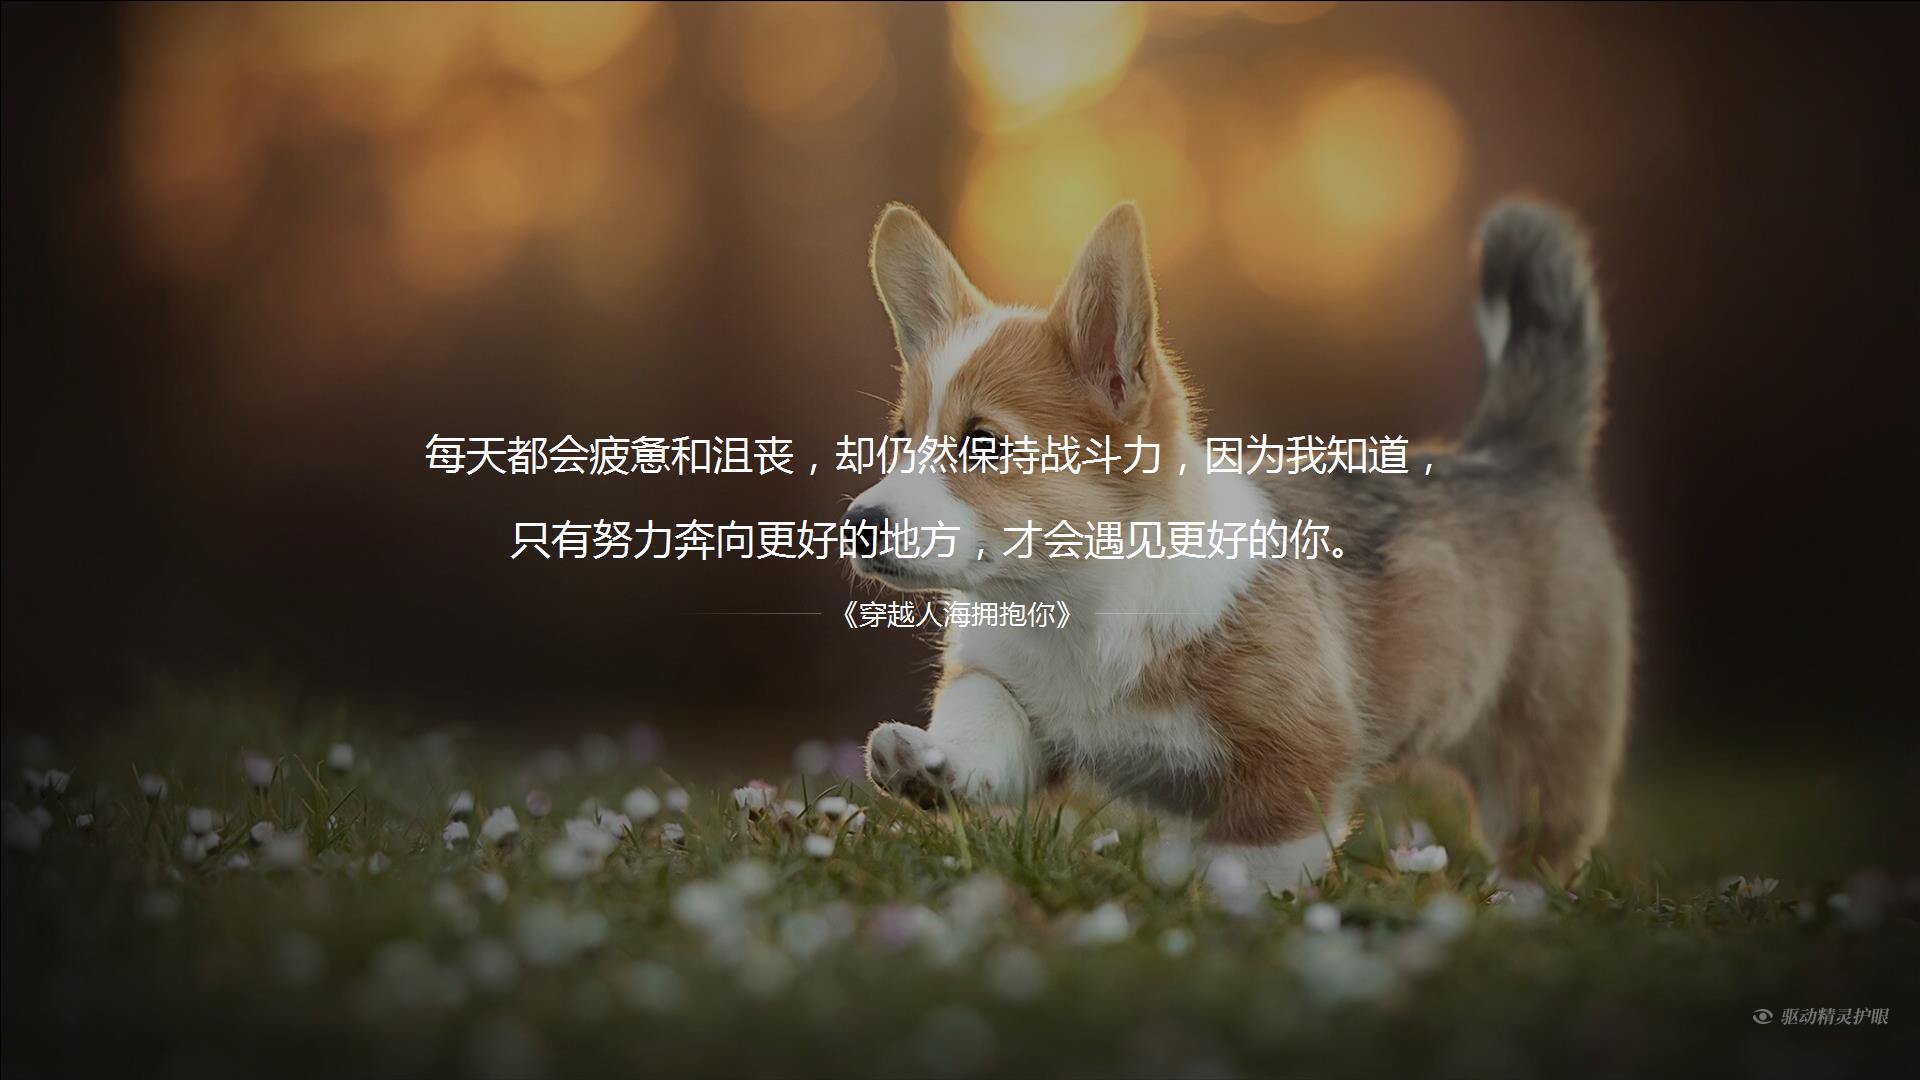 每天都会疲惫和沮丧，却仍然保持战斗力，因为我知道，
只有努力奔向更好的地方，才会遇见更好的你。
《穿越人海拥抱你》
驱动精灵护眼